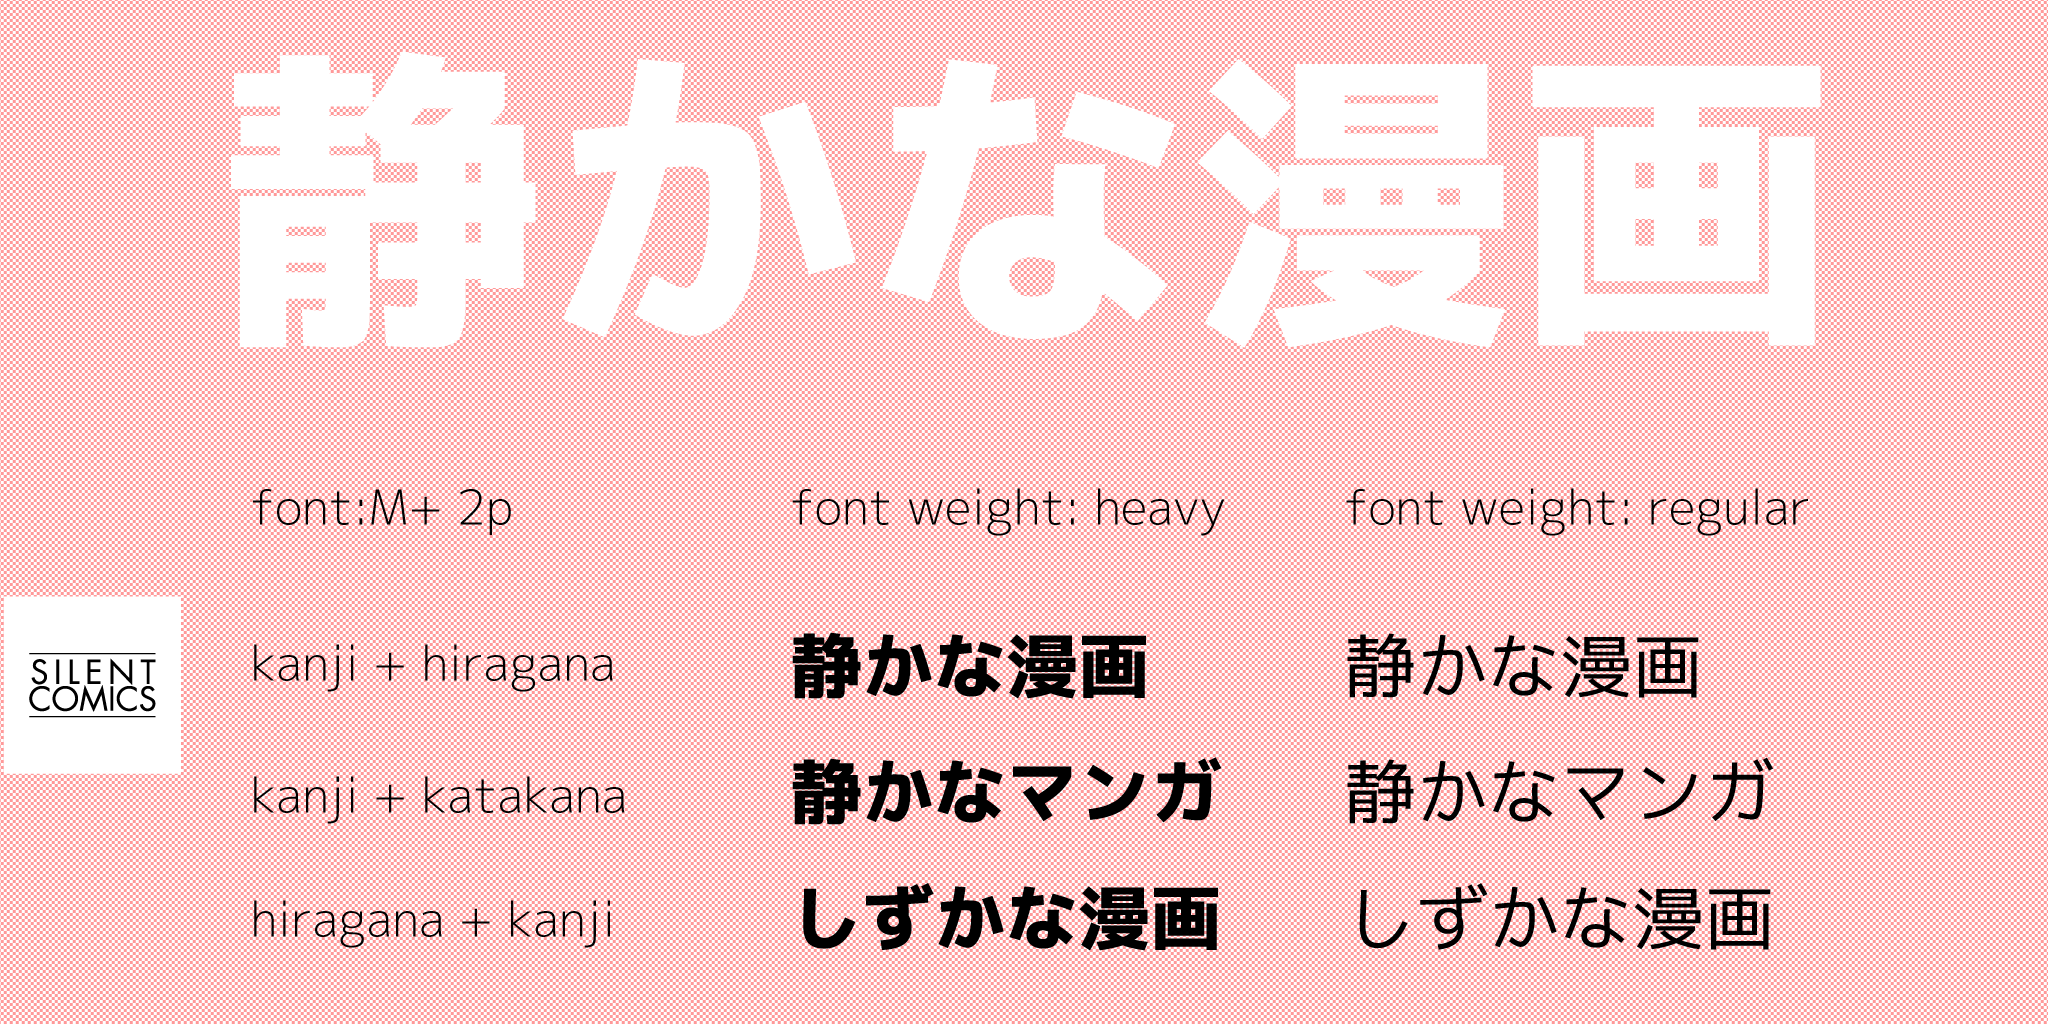 静かな漫画
font:M+ 2p
font weight: heavy
font weight: regular
SILENT
COMICS
kanji + hiragana
静かな漫画
静かな漫画
kanji + katakana
静かなマンガ
静かなマンガ
hiragana + kanji
しずかな漫画
しずかな漫画